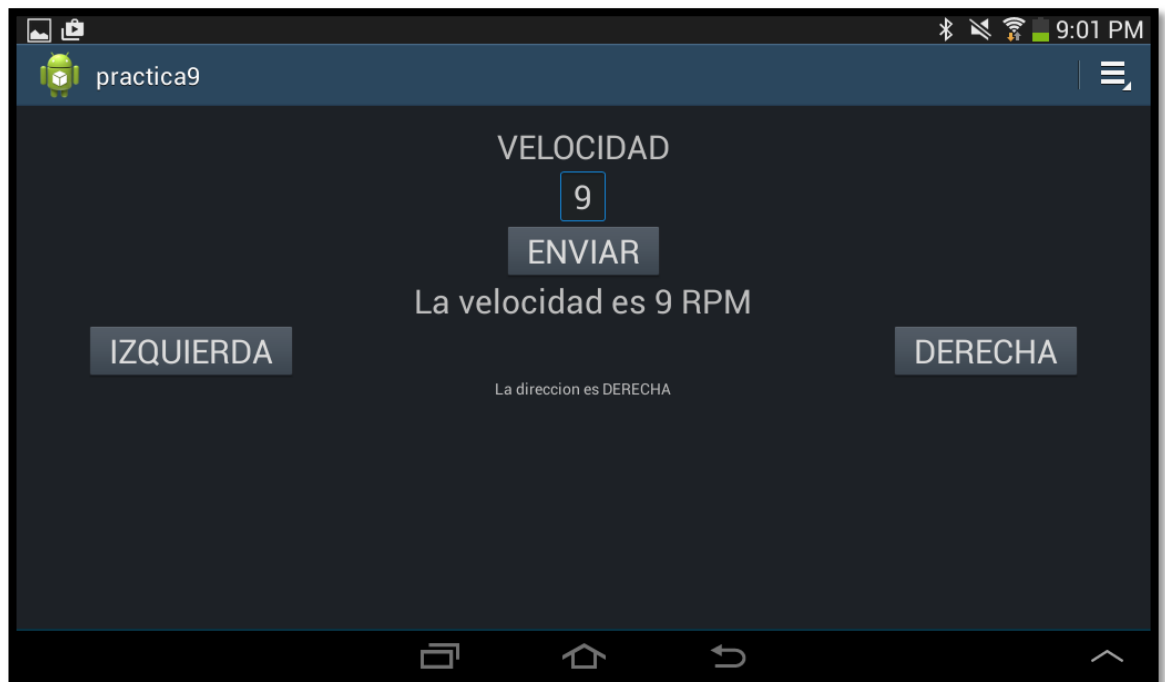 9:01 PM
practica9
VELOCIDAD
9
ENVIAR
La velocidad es 9 RPM
IZQUIERDA DERECHA
La direccion es DERECHA